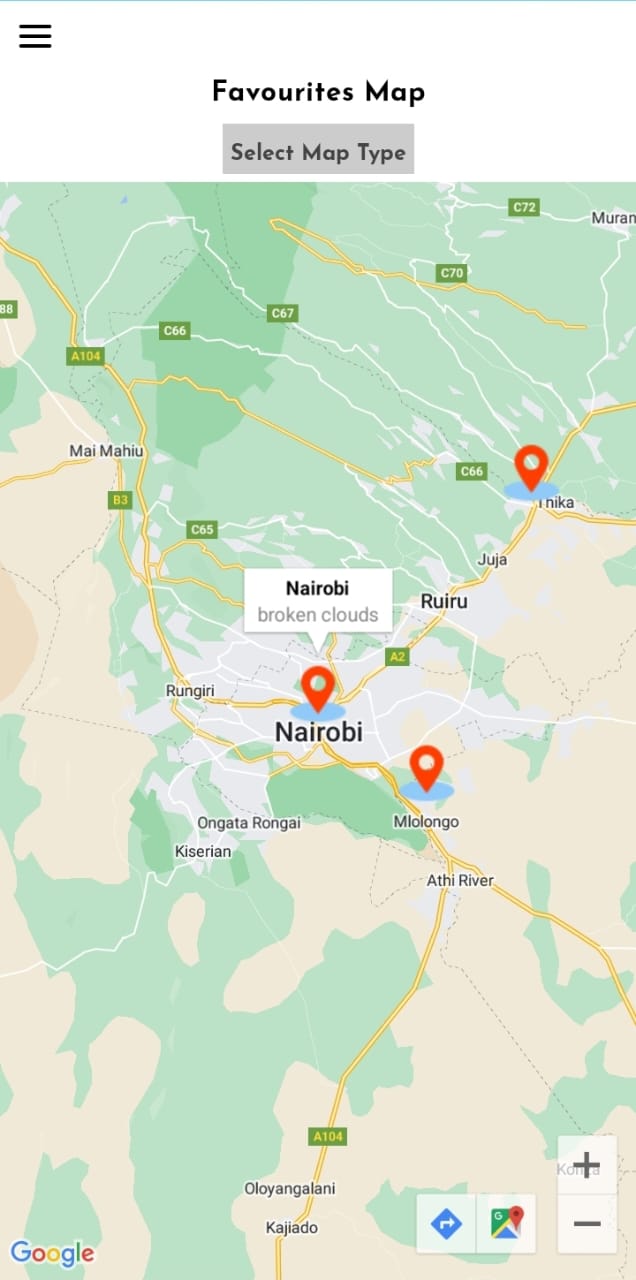 Favourites Map
Select Map Type
C72
Muran
C70
88
C67
C66
A104
Mai Mahiu
C66
B3
Thika
C65
Juja
Nairobi
broken clouds
Ruiru
A2
Rungiri
Nairobi
Mlolongo
Ongata Rongai
Kiserian
Athi River
A104
Oloyangalani
Kajiado
Google